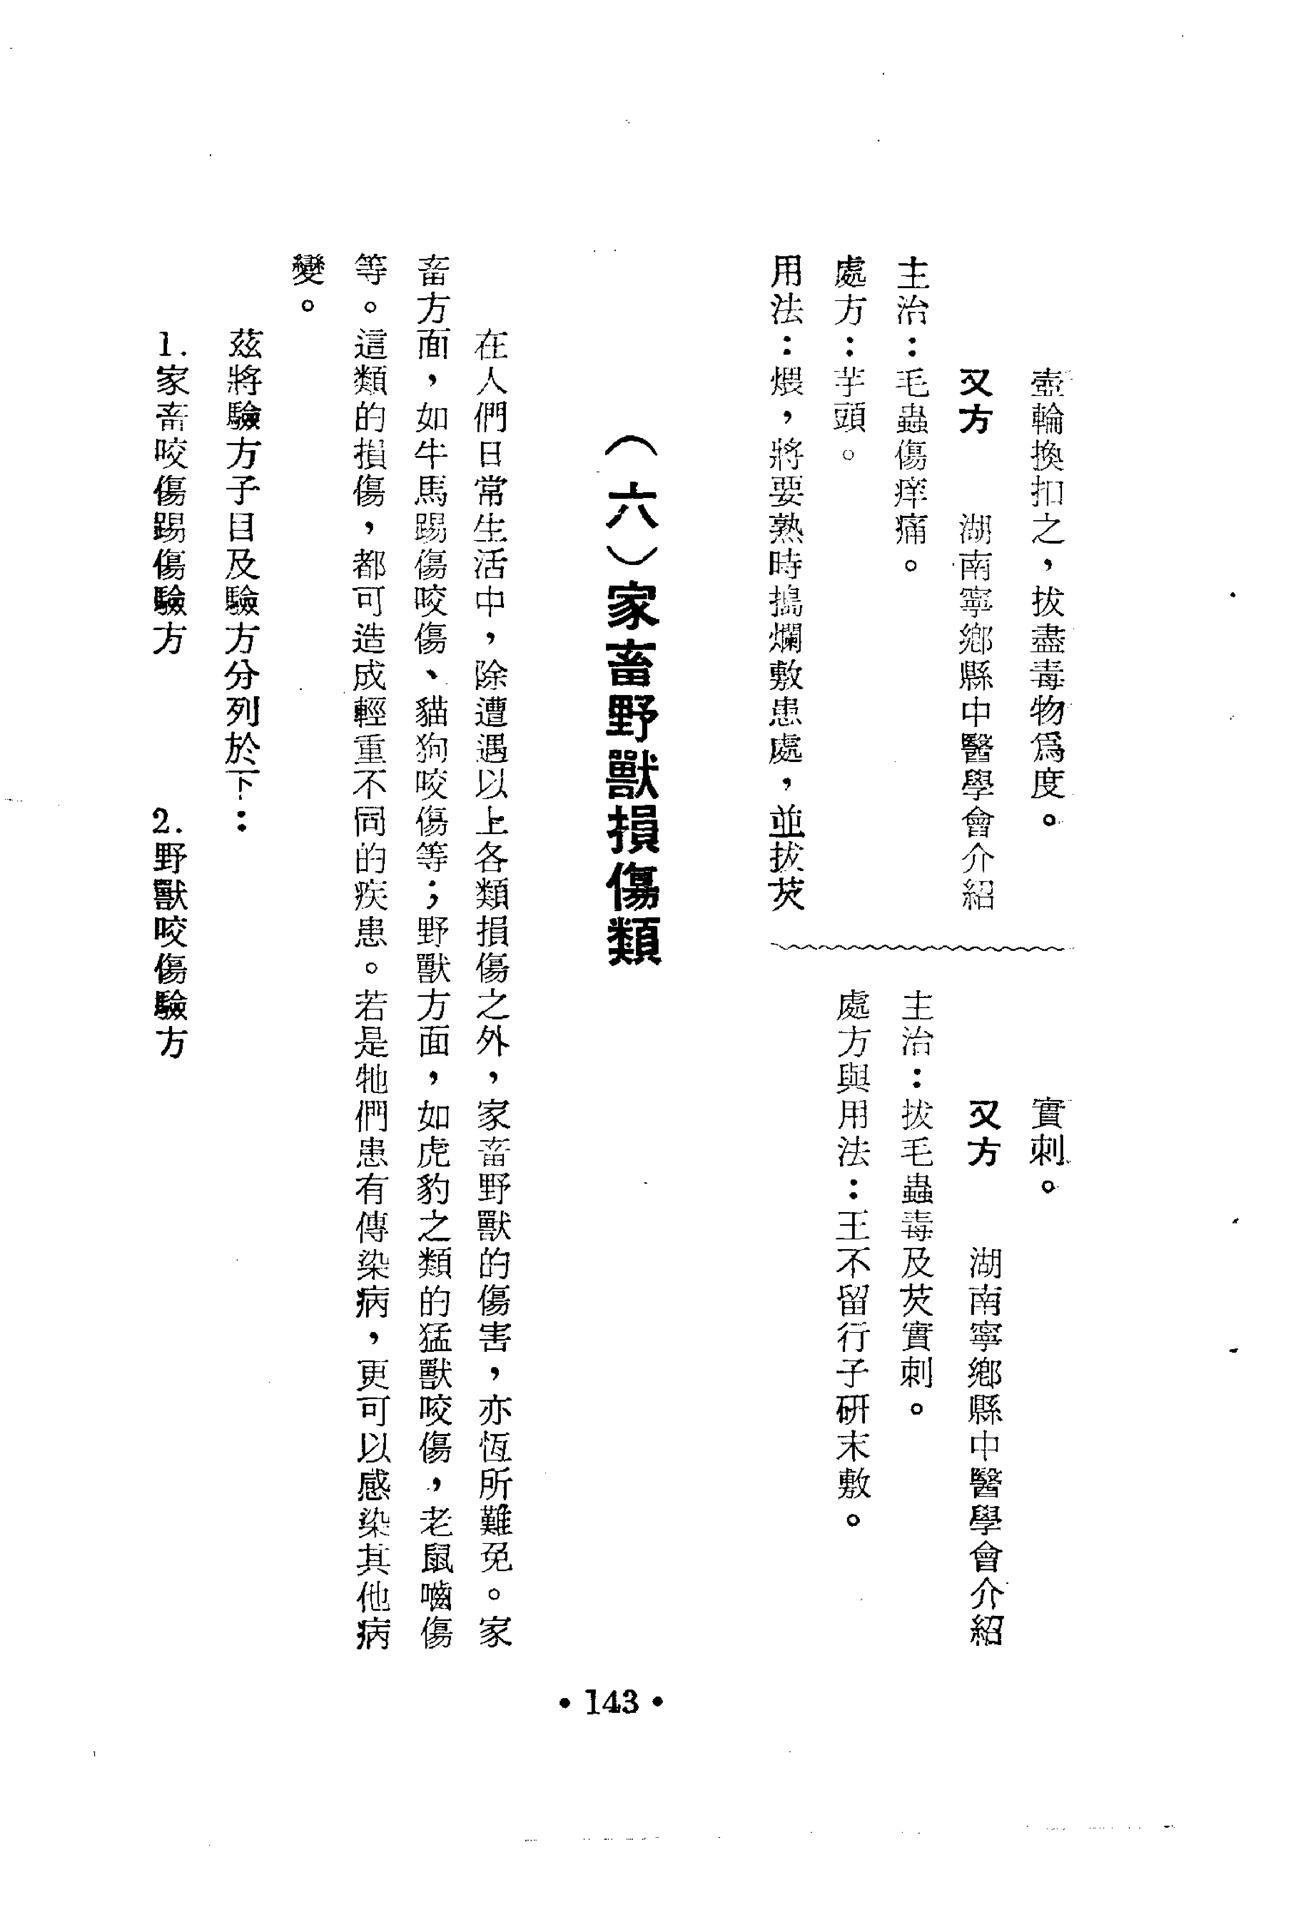 壺輪換扣之，拔盡毒物爲度。
又方　湖南寧鄉縣中醫學會介紹
主治：毛蟲傷痒痛。
處方：芋頭。
用法：煨，將要熟時搗爛敷患處，並拔芡
實刺。
又方　湖南寧鄉縣中醫學會介紹
主治：拔毛蟲毒及芡實刺。
處方與用法：王不留行子研末敷。
（六）家畜野獸損傷類
在人們日常生活中，除遭遇以上各類損傷之外，家畜野獸的傷害，亦恆所難免。家
畜方面，如牛馬踢傷咬傷、貓狗咬傷等；野獸方面，如虎豹之類的猛獸咬傷，老鼠嚙傷
等。這類的損傷，都可造成輕重不同的疾患。若是牠們患有傳染病，更可以感染其他病
變。
茲將驗方子目及驗方分列於下：
1.家畜咬傷踢傷驗方　2.野獸咬傷驗方
•143•